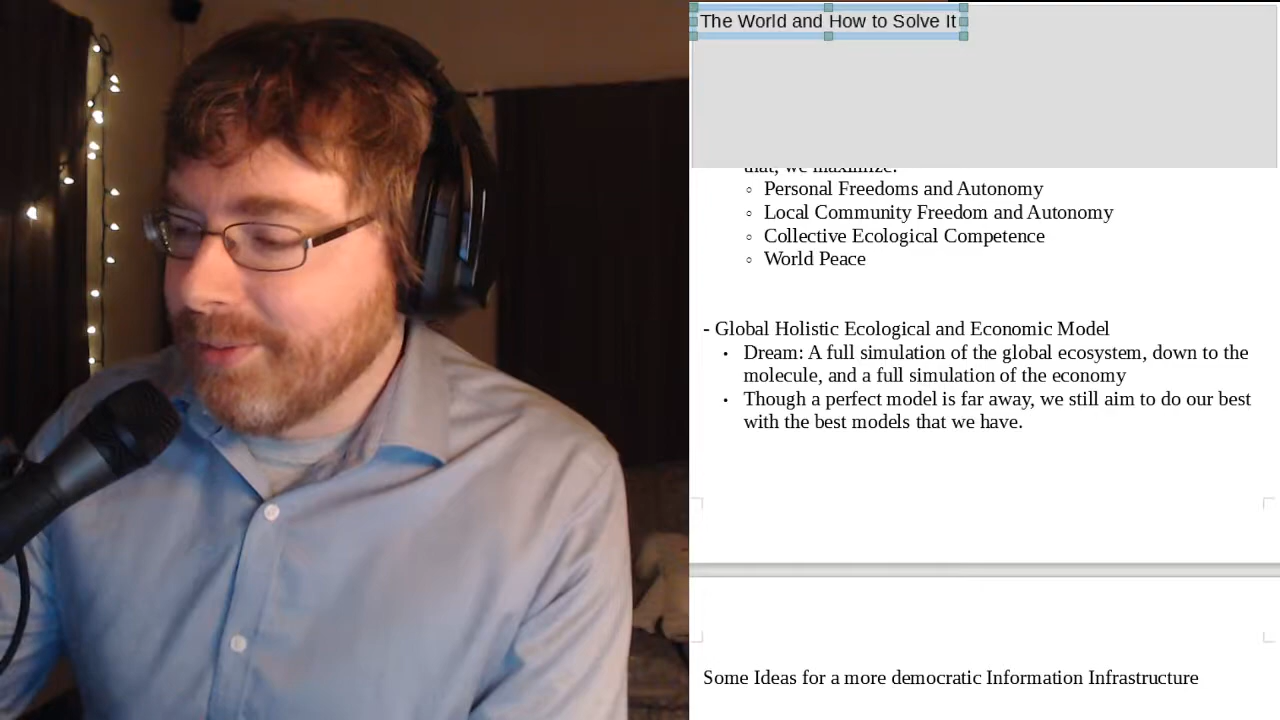 The World and How to Solve It
that, we maximize:
◦ Personal Freedoms and Autonomy
◦ Local Community Freedom and Autonomy
◦ Collective Ecological Competence
◦ World Peace
- Global Holistic Ecological and Economic Model
• Dream: A full simulation of the global ecosystem, down to the
molecule, and a full simulation of the economy
• Though a perfect model is far away, we still aim to do our best
with the best models that we have.
Some Ideas for a more democratic Information Infrastructure